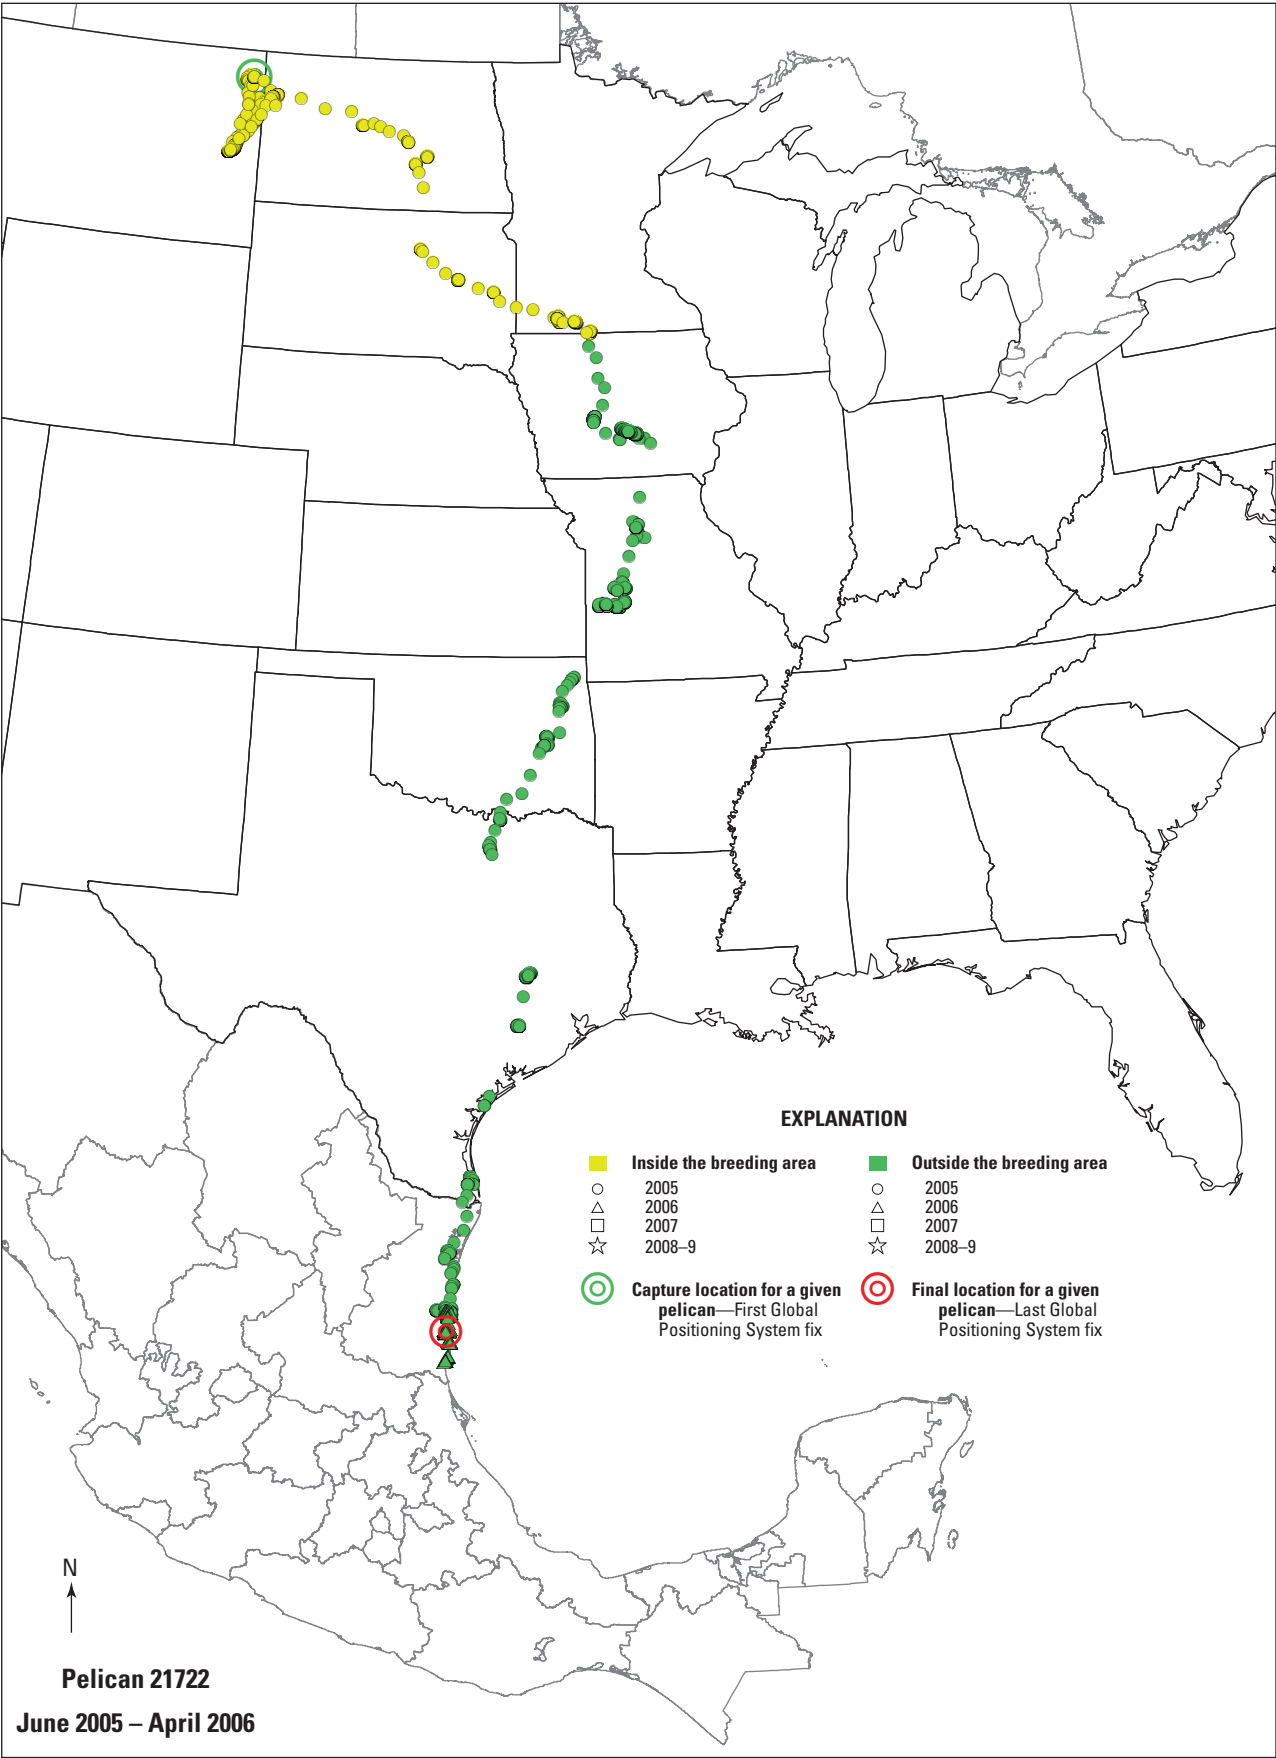 EXPLANATION
Inside the breeding area
2005
2006
2007
2008–9
Outside the breeding area
2005
2006
2007
2008–9
Capture location for a given
pelican—First Global
Positioning System fix
Final location for a given
pelican—Last Global
Positioning System fix
N
Pelican 21722
June 2005 – April 2006